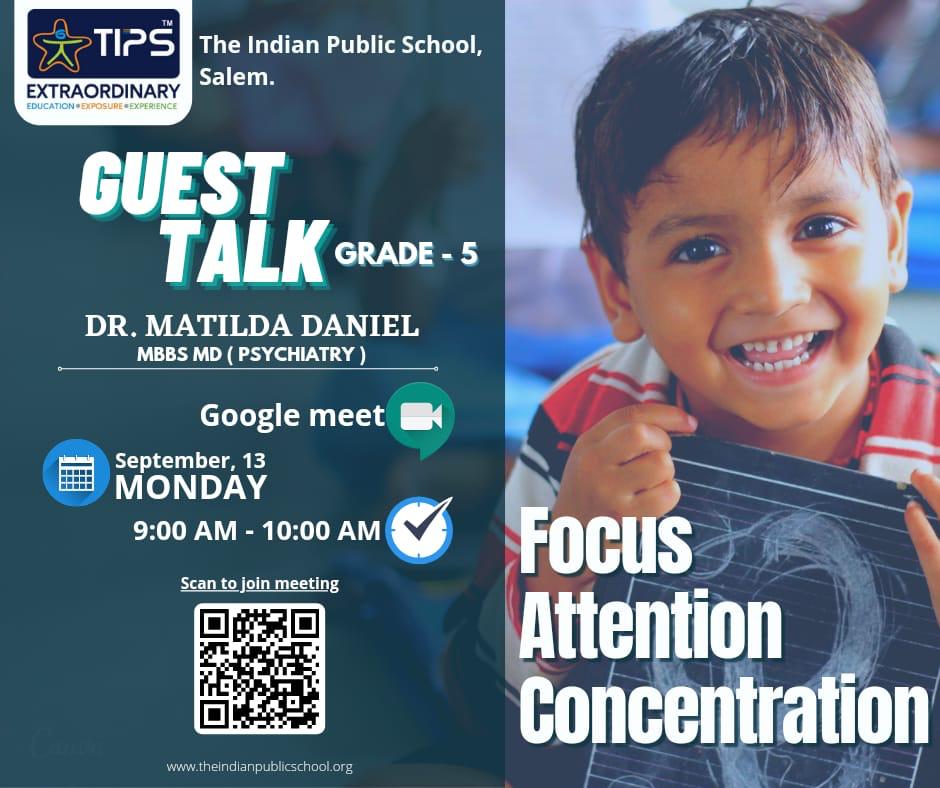 TIPS™
EXTRAORDINARY
EDUCATION EXPOSURE EXPERIENCE
The Indian Public School,
Salem.
GUEST
TALK GRADE - 5
DR. MATILDA DANIEL
MBBS MD ( PSYCHIATRY )
Google meet
September, 13
MONDAY
9:00 AM - 10:00 AM
Scan to join meeting
Canva
www.theindianpublicschool.org
Focus
Attention
Concentration